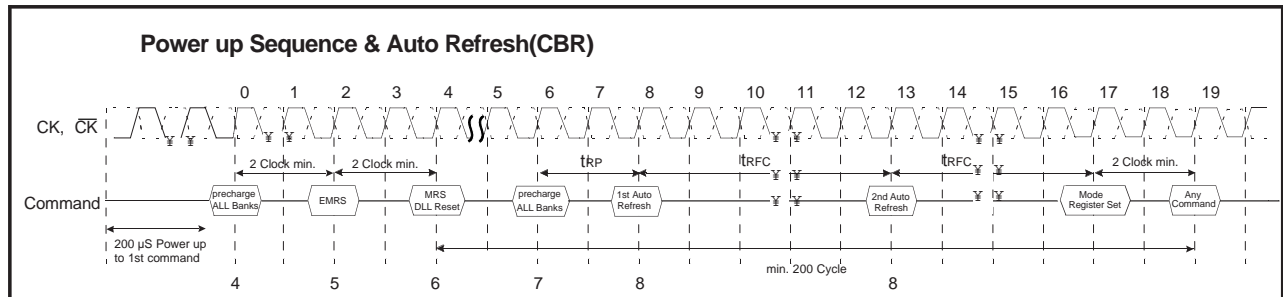 Power up Sequence & Auto Refresh(CBR)
0 1 2 3 4 5 6 7 8 9 10 11 12 13 14 15 16 17 18 19
CK, CK
¥ ¥ ¥ ¥ ¥ ¥ ¥ ¥
2 Clock min. 2 Clock min. tRP tRFC ¥ ¥ tRFC ¥ ¥ 2 Clock min.
Command
precharge
ALL Banks
EMRS
MRS
DLL Reset
precharge
ALL Banks
1st Auto
Refresh
¥ ¥
2nd Auto
Refresh
¥ ¥
Mode
Register Set
Any
Command
200 µS Power up
to 1st command
min. 200 Cycle
4 5 6 7 8 8